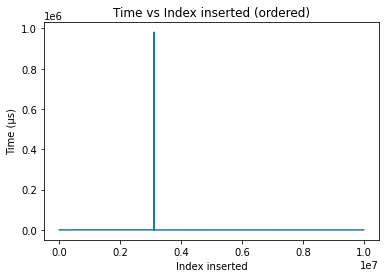 Time vs Index inserted (ordered)
1e6
1.0
0.8
0.6
0.4
0.2
0.0
Time (µs)
0.0 0.2 0.4 0.6 0.8 1.0
1e7
Index inserted